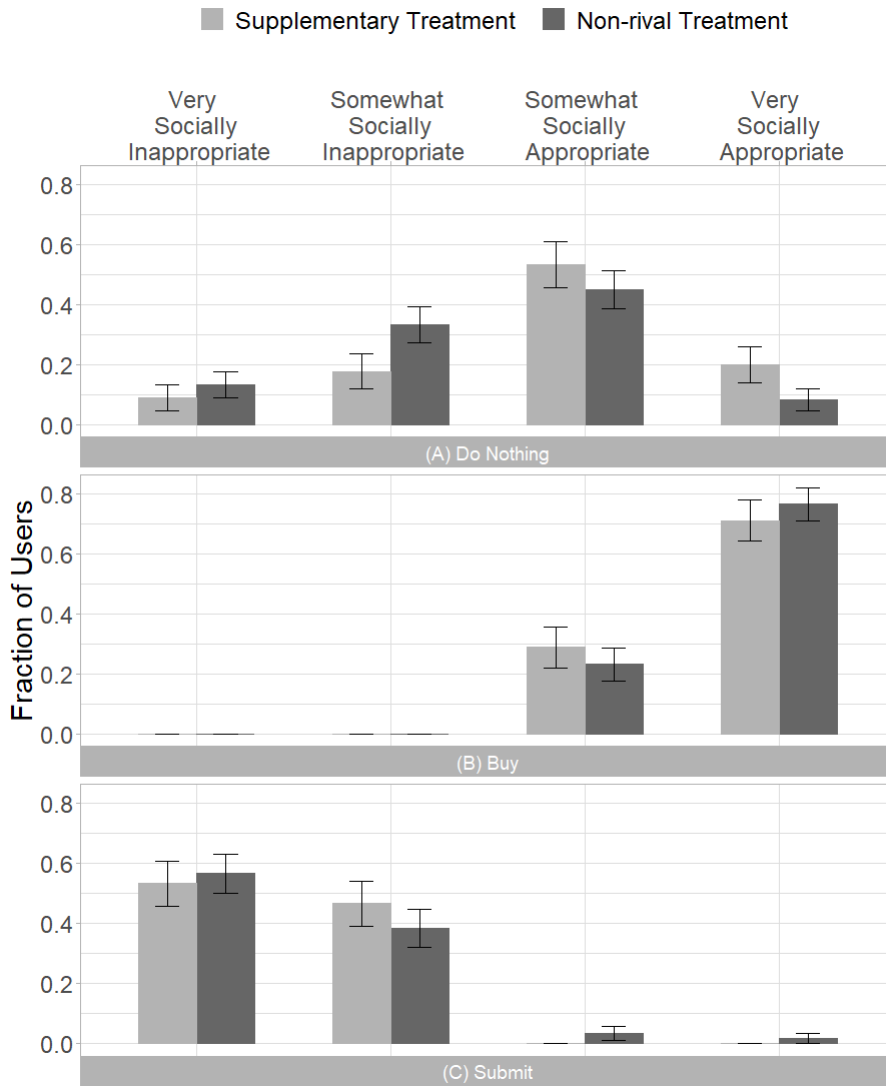 Supplementary Treatment Non-rival Treatment
Very Socially Inappropriate
Somewhat Socially Inappropriate
Somewhat Socially Appropriate
Very Socially Appropriate
Fraction of Users
0.8
0.6
0.4
0.2
0.0
(A) Do Nothing
0.8
0.6
0.4
0.2
0.0
(B) Buy
0.8
0.6
0.4
0.2
0.0
(C) Submit